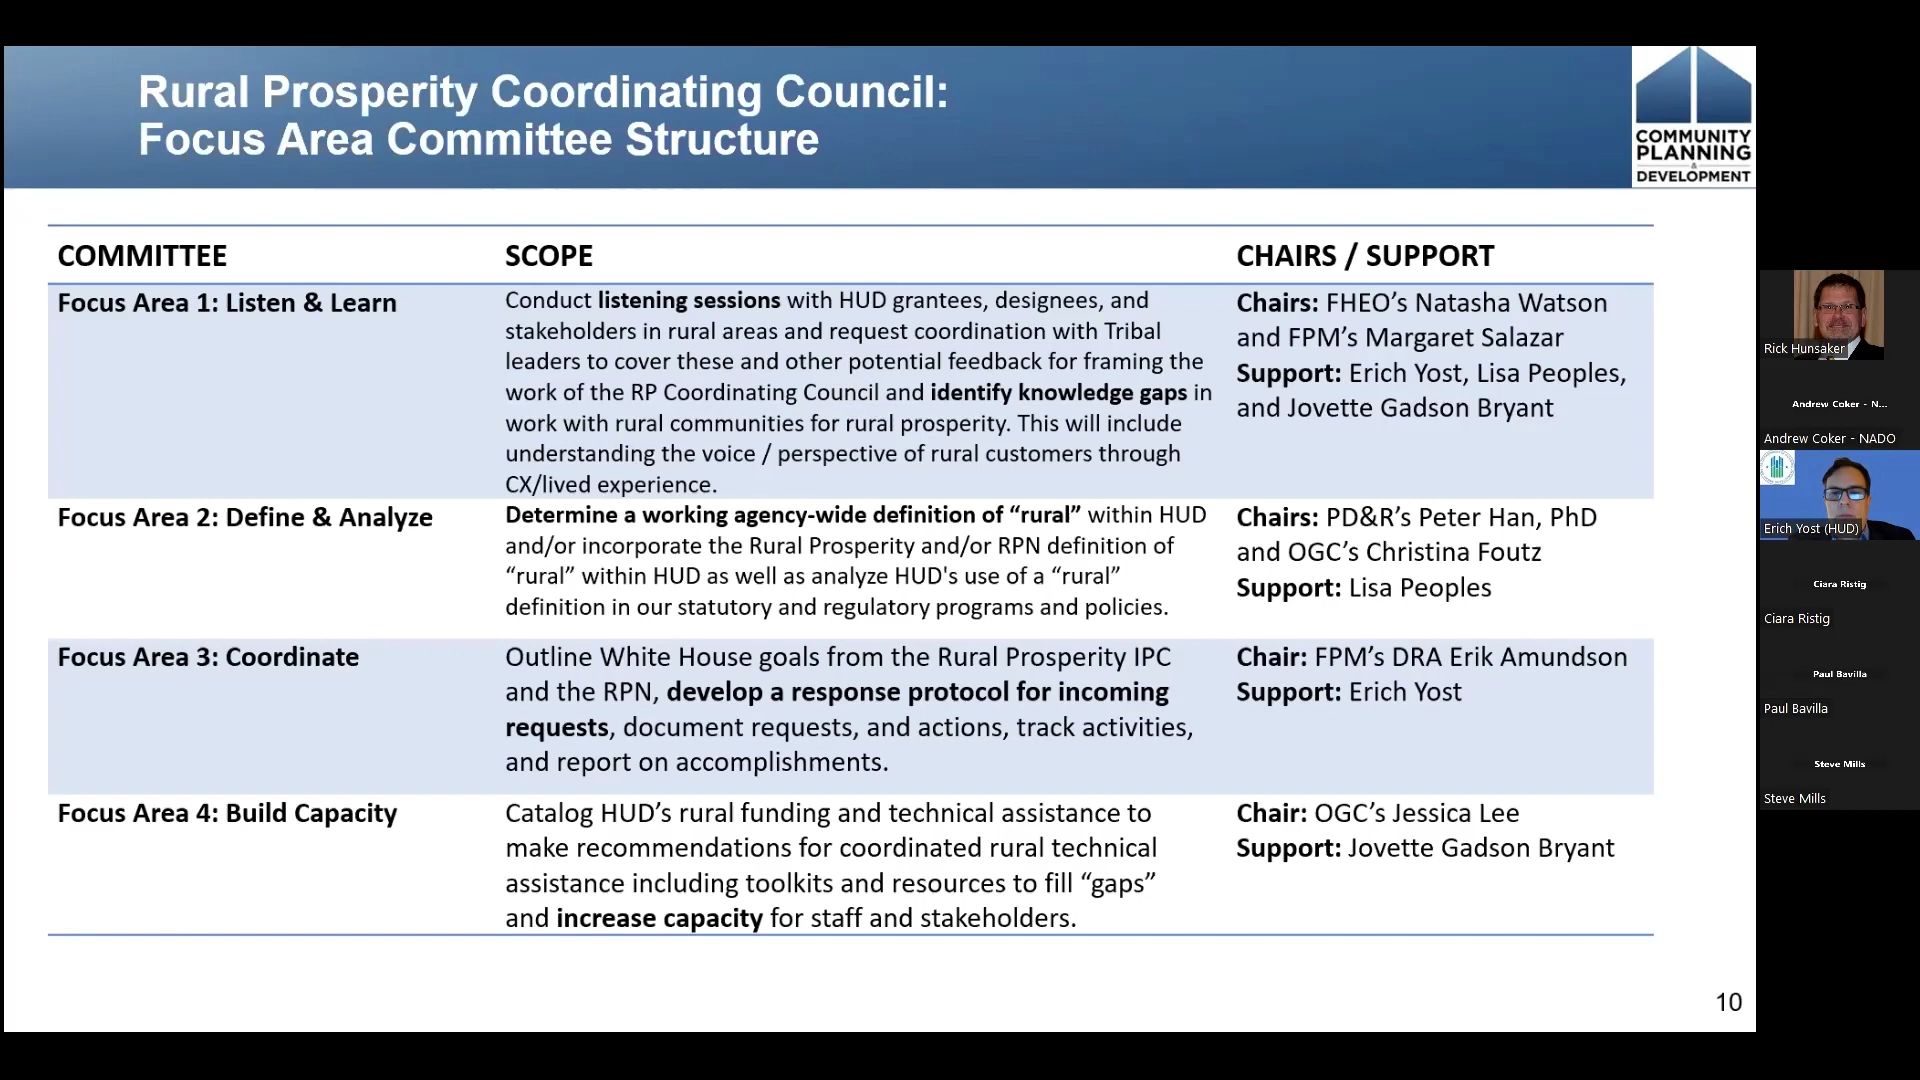 Rural Prosperity Coordinating Council:
Focus Area Committee Structure
COMMUNITY
PLANNING
&
DEVELOPMENT
COMMITTEE
SCOPE
CHAIRS / SUPPORT
Focus Area 1: Listen & Learn
Conduct listening sessions with HUD grantees, designees, and
stakeholders in rural areas and request coordination with Tribal
leaders to cover these and other potential feedback for framing the
work of the RP Coordinating Council and identify knowledge gaps in
work with rural communities for rural prosperity. This will include
understanding the voice / perspective of rural customers through
CX/lived experience.
Chairs: FHEO’s Natasha Watson
and FPM’s Margaret Salazar
Support: Erich Yost, Lisa Peoples,
and Jovette Gadson Bryant
Focus Area 2: Define & Analyze
Determine a working agency-wide definition of “rural” within HUD
and/or incorporate the Rural Prosperity and/or RPN definition of
“rural” within HUD as well as analyze HUD's use of a “rural”
definition in our statutory and regulatory programs and policies.
Chairs: PD&R’s Peter Han, PhD
and OGC’s Christina Foutz
Support: Lisa Peoples
Focus Area 3: Coordinate
Outline White House goals from the Rural Prosperity IPC
and the RPN, develop a response protocol for incoming
requests, document requests, and actions, track activities,
and report on accomplishments.
Chair: FPM’s DRA Erik Amundson
Support: Erich Yost
Focus Area 4: Build Capacity
Catalog HUD’s rural funding and technical assistance to
make recommendations for coordinated rural technical
assistance including toolkits and resources to fill “gaps”
and increase capacity for staff and stakeholders.
Chair: OGC’s Jessica Lee
Support: Jovette Gadson Bryant
10
Rick Hunsaker
Andrew Coker - N...
Andrew Coker - NADO
Erich Yost (HUD)
Ciara Ristig
Ciara Ristig
Paul Bavilla
Paul Bavilla
Steve Mills
Steve Mills